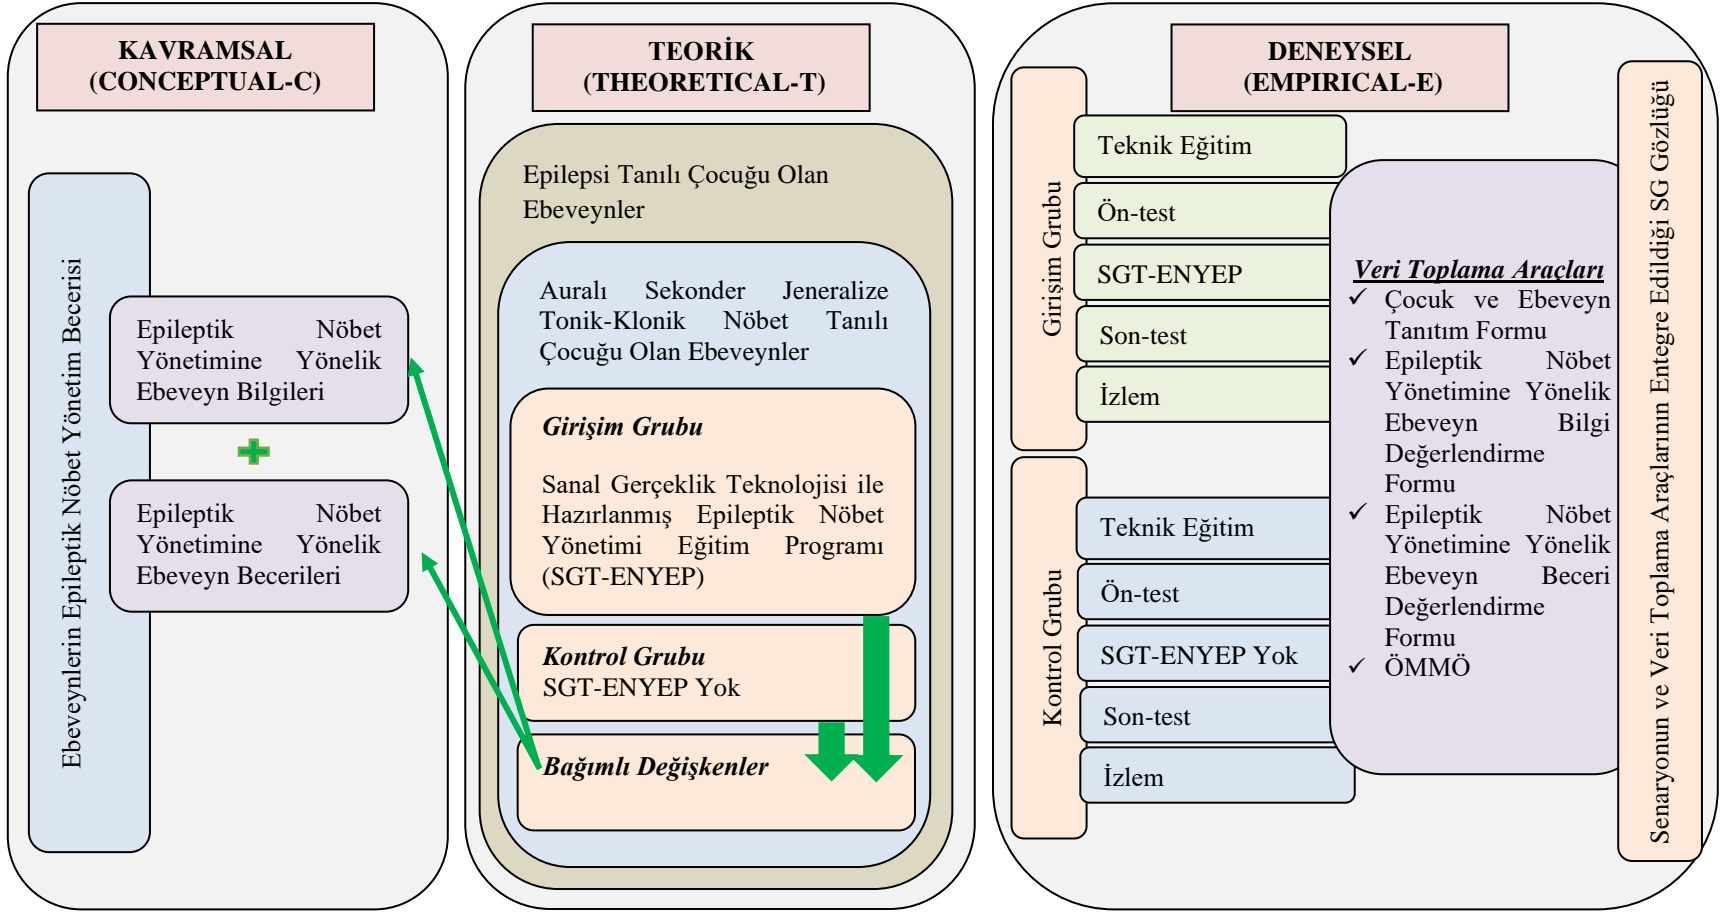 KAVRAMSAL
(CONCEPTUAL-C)
Ebeveynlerin Epileptik Nöbet Yönetim Becerisi
Epileptik Nöbet
Yönetimine Yönelik
Ebeveyn Bilgileri
Epileptik Nöbet
Yönetimine Yönelik
Ebeveyn Becerileri
TEORİK
(THEORETICAL-T)
Epilepsi Tanılı Çocuğu Olan
Ebeveynler
Auralı Sekonder Jeneralize
Tonik-Klonik Nöbet Tanılı
Çocuğu Olan Ebeveynler
Girişim Grubu
Sanal Gerçeklik Teknolojisi ile
Hazırlanmış Epileptik Nöbet
Yönetimi Eğitim Programı
(SGT-ENYEP)
Kontrol Grubu
SGT-ENYEP Yok
Bağımlı Değişkenler
DENEYSEL
(EMPIRICAL-E)
Girişim Grubu
Teknik Eğitim
Ön-test
SGT-ENYEP
Son-test
İzlem
Kontrol Grubu
Teknik Eğitim
Ön-test
SGT-ENYEP Yok
Son-test
İzlem
Veri Toplama Araçları
✓ Çocuk ve Ebeveyn
Tanıtım Formu
✓ Epileptik Nöbet
Yönetimine Yönelik
Ebeveyn Bilgi
Değerlendirme
Formu
✓ Epileptik Nöbet
Yönetimine Yönelik
Ebeveyn Beceri
Değerlendirme
Formu
✓ ÖMMÖ
Senaryonun ve Veri Toplama Araçlarının Entegre Edildiği SG Gözlüğü